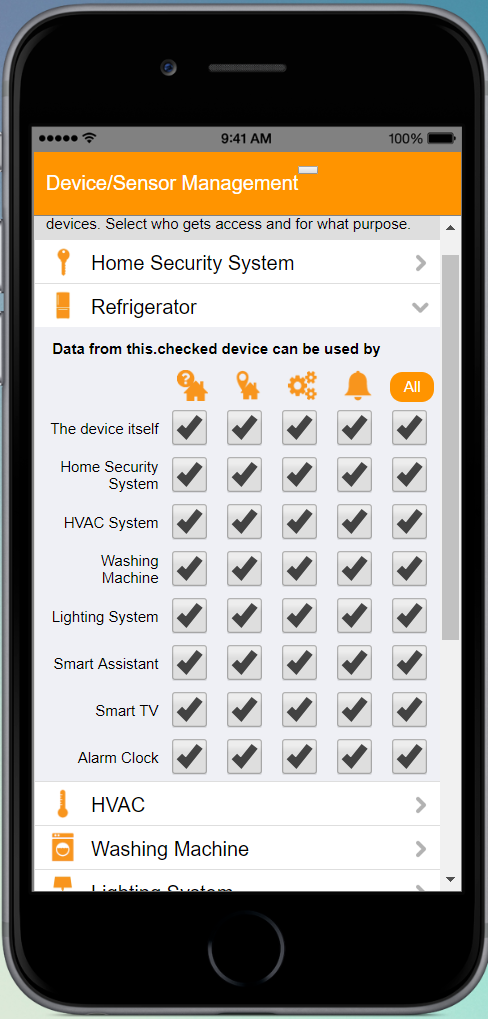 9:41 AM 100%
Device/Sensor Management
devices. Select who gets access and for what purpose.
Home Security System
Refrigerator
Data from this.checked device can be used by
All
The device itself
Home Security
System
HVAC System
Washing
Machine
Lighting System
Smart Assistant
Smart TV
Alarm Clock
HVAC
Washing Machine
Lighting System